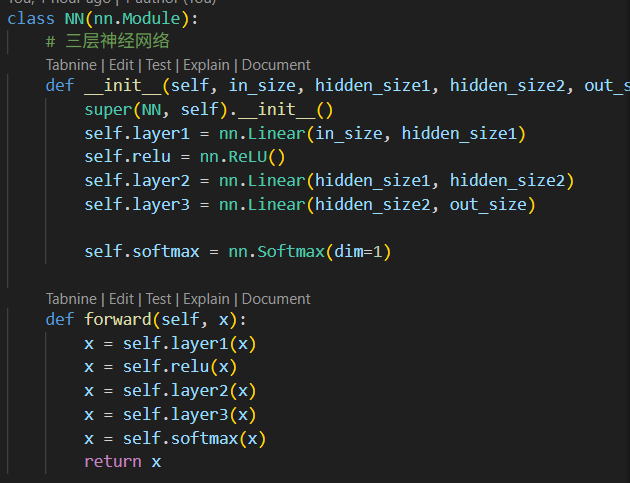 You, 1 hour ago | 1 author (You)
class NN(nn.Module):
# 三层神经网络
Tabnine | Edit | Test | Explain | Document
def __init__(self, in_size, hidden_size1, hidden_size2, out_s
super(NN, self).__init__()
self.layer1 = nn.Linear(in_size, hidden_size1)
self.relu = nn.ReLU()
self.layer2 = nn.Linear(hidden_size1, hidden_size2)
self.layer3 = nn.Linear(hidden_size2, out_size)
self.softmax = nn.Softmax(dim=1)
Tabnine | Edit | Test | Explain | Document
def forward(self, x):
x = self.layer1(x)
x = self.relu(x)
x = self.layer2(x)
x = self.layer3(x)
x = self.softmax(x)
return x